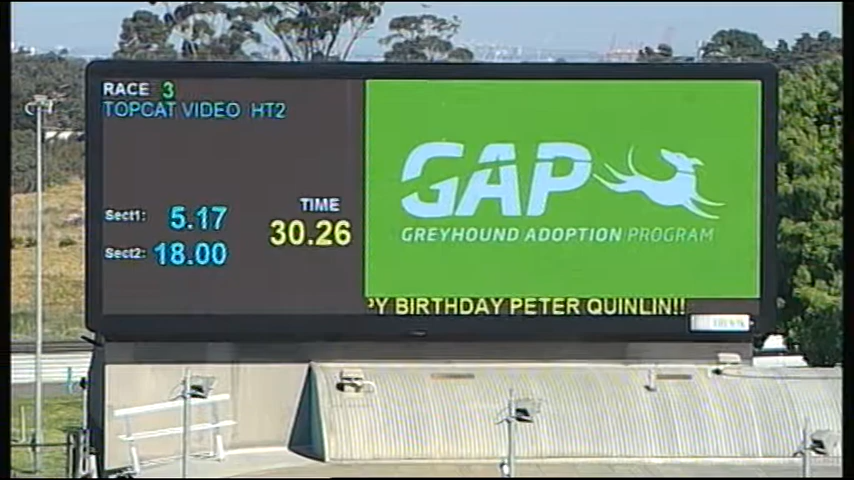 RACE 3
TOPCAT VIDEO HT2
Sect1: 5.17
Sect2: 18.00
TIME
30.26
GAP
GREYHOUND ADOPTION PROGRAM
Y BIRTHDAY PETER QUINLIN!!